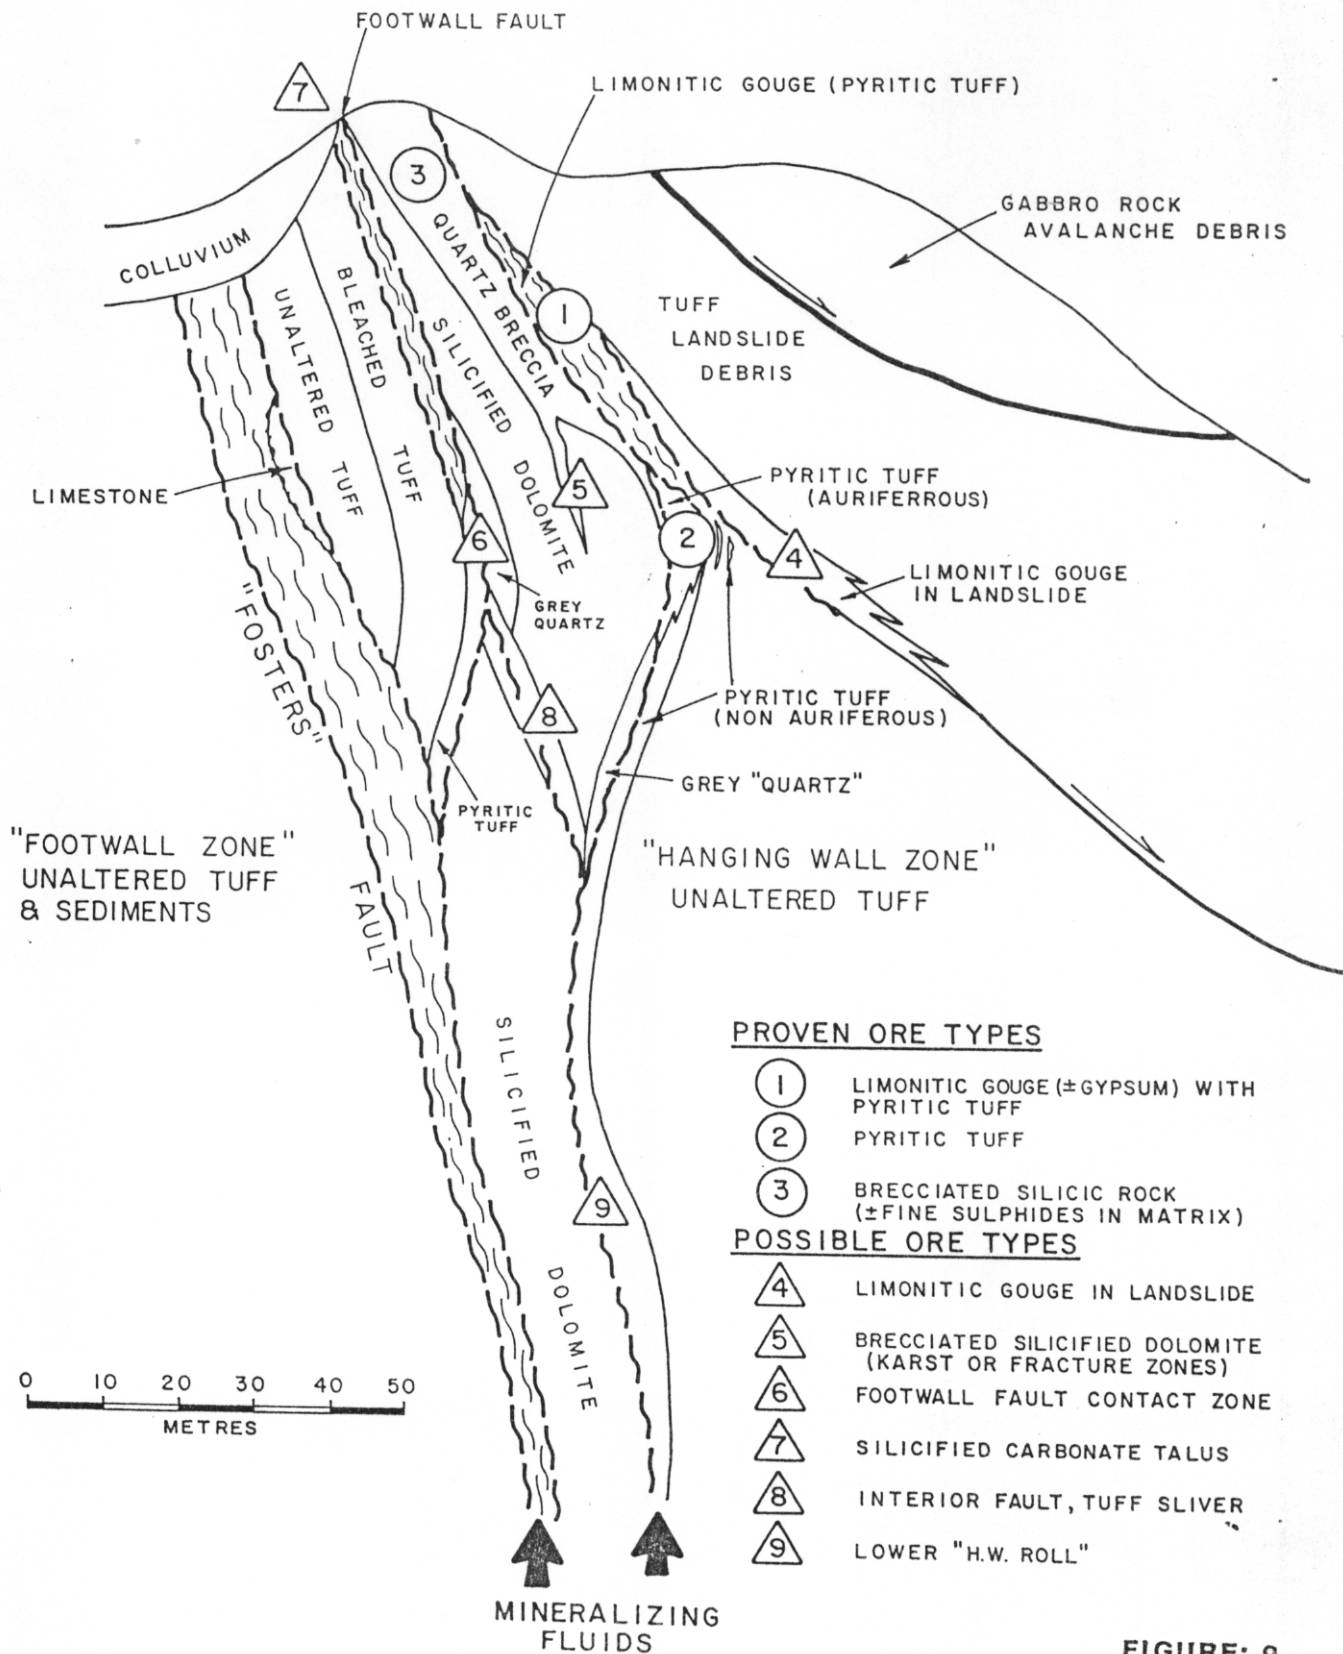 FOOTWALL FAULT
7
LIMONITIC GOUGE (PYRITIC TUFF)
3
GABBRO ROCK
AVALANCHE DEBRIS
COLLUVIUM
UNALTERED TUFF
BLEACHED TUFF
SILICIFIED DOLOMITE
QUARTZ BRECCIA
1
TUFF
LANDSLIDE
DEBRIS
LIMESTONE
5
PYRITIC TUFF
(AURIFERROUS)
6
2
4
LIMONITIC GOUGE
IN LANDSLIDE
GREY
QUARTZ
"FOSTERS" FAULT
8
PYRITIC TUFF
(NON AURIFEROUS)
GREY "QUARTZ"
PYRITIC
TUFF
"FOOTWALL ZONE"
UNALTERED TUFF
& SEDIMENTS
"HANGING WALL ZONE"
UNALTERED TUFF
SILICIFIED DOLOMITE
9
PROVEN ORE TYPES
1 LIMONITIC GOUGE (±GYPSUM) WITH
PYRITIC TUFF
2 PYRITIC TUFF
3 BRECCIATED SILICIC ROCK
(±FINE SULPHIDES IN MATRIX)
POSSIBLE ORE TYPES
4 LIMONITIC GOUGE IN LANDSLIDE
5 BRECCIATED SILICIFIED DOLOMITE
(KARST OR FRACTURE ZONES)
6 FOOTWALL FAULT CONTACT ZONE
7 SILICIFIED CARBONATE TALUS
8 INTERIOR FAULT, TUFF SLIVER
9 LOWER "H.W. ROLL"
0 10 20 30 40 50
METRES
MINERALIZING
FLUIDS
FIGURE: